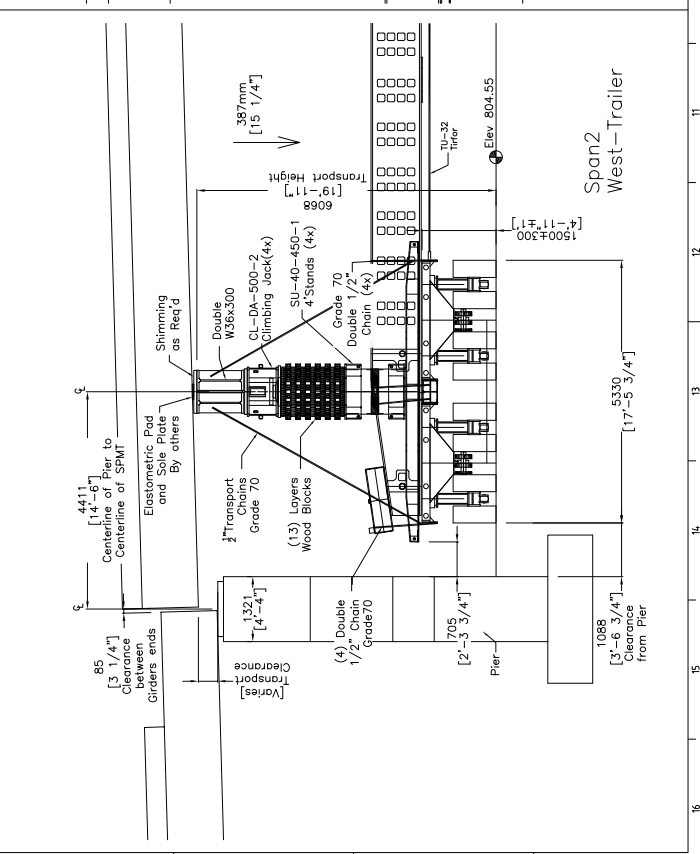 11
12
13
14
15
16
Span2
West—Trailer
387mm
[15 1/4"]
Elev 804.55
TU-32
Tirfor
6068
[19'-11"]
Transport Height
1500±300
[4'-11"±1']
Shimming
as Req'd
Double
W36x300
CL-DA-500-2
Climbing Jack(4x)
SU-40-450-1
4'Stands (4x)
Grade 70
Double 1/2"
Chain (4x)
℄
4411
[14'-6"]
Centerline of Pier to
Centerline of SPMT
Elastometric Pad
and Sole Plate
By others
1/2"Transport
Chains
Grade 70
(13) Layers
Wood Blocks
5330
[17'-5 3/4"]
℄
85
[3 1/4"]
Clearance
between
Girders ends
1321
[4'-4"]
[Varies]
Transport
Clearance
(4) Double
1/2" Chain
Grade70
705
[2'-3 3/4"]
Pier
1088
[3'-6 3/4"]
Clearance
from Pier